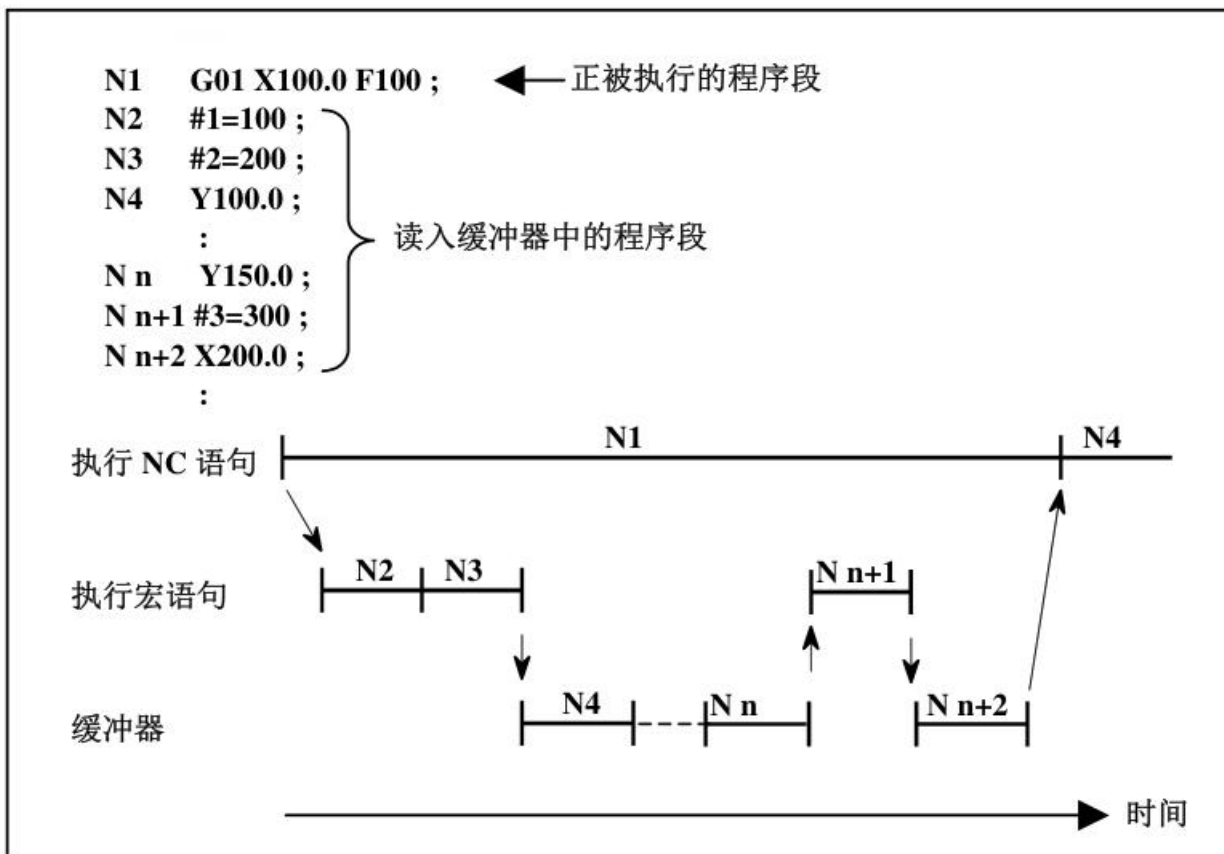 N1 G01 X100.0 F100 ; 正被执行的程序段
N2 #1=100 ;
N3 #2=200 ;
N4 Y100.0 ;
:
读入缓冲器中的程序段
N n Y150.0 ;
N n+1 #3=300 ;
N n+2 X200.0 ;
:
执行 NC 语句 N1 N4
执行宏语句 N2 N3 N n+1
缓冲器 N4 N n N n+2
时间